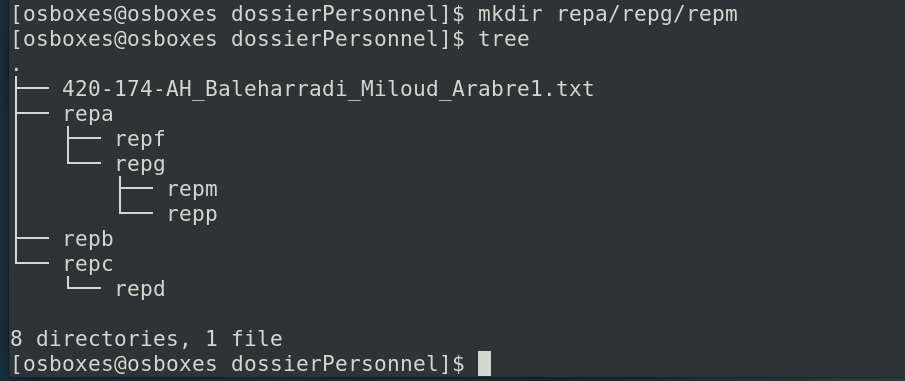 [osboxes@osboxes dossierPersonnel]$ mkdir repa/repg/repm
[osboxes@osboxes dossierPersonnel]$ tree
.
├── 420-174-AH_Baleharradi_Miloud_Arabre1.txt
├── repa
│   ├── repf
│   └── repg
│       ├── repm
│       └── repp
├── repb
└── repc
    └── repd

8 directories, 1 file
[osboxes@osboxes dossierPersonnel]$